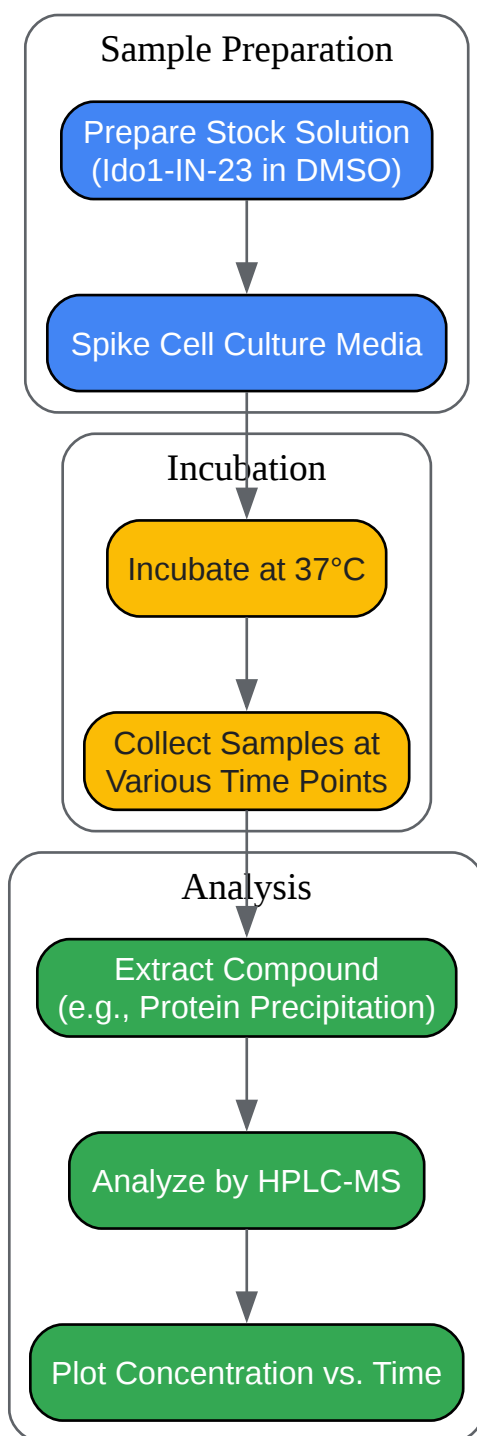 Sample Preparation
Prepare Stock Solution
(Ido1-IN-23 in DMSO)
Spike Cell Culture Media
Incubation
Incubate at 37°C
Collect Samples at
Various Time Points
Analysis
Extract Compound
(e.g., Protein Precipitation)
Analyze by HPLC-MS
Plot Concentration vs. Time